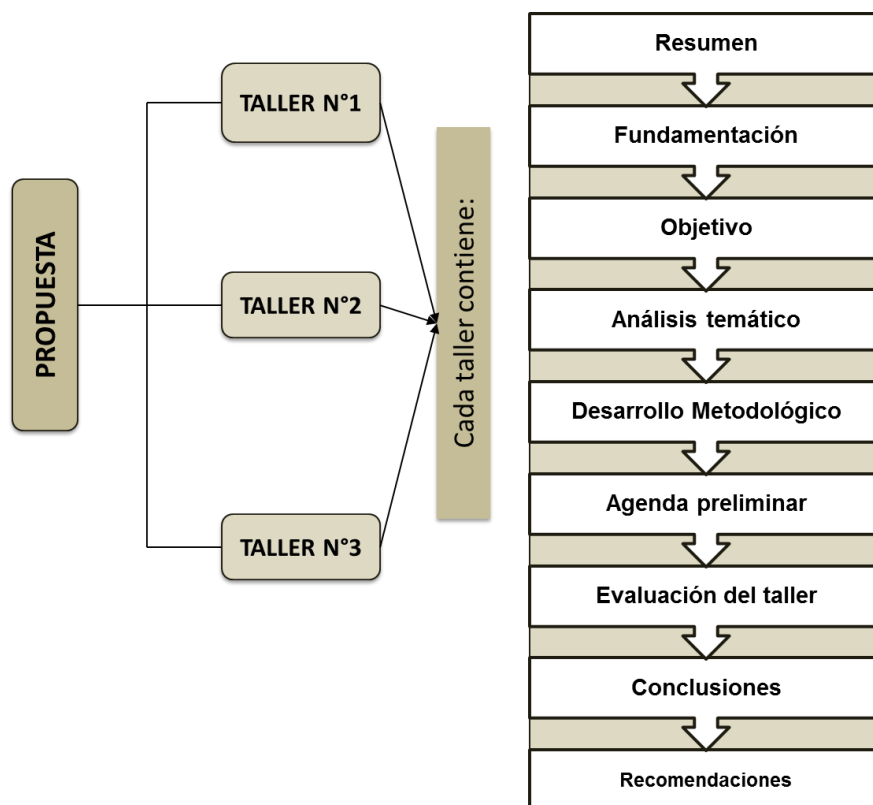 PROPUESTA
TALLER N°1
TALLER N°2
TALLER N°3
Cada taller contiene:
Resumen
Fundamentación
Objetivo
Análisis temático
Desarrollo Metodológico
Agenda preliminar
Evaluación del taller
Conclusiones
Recomendaciones